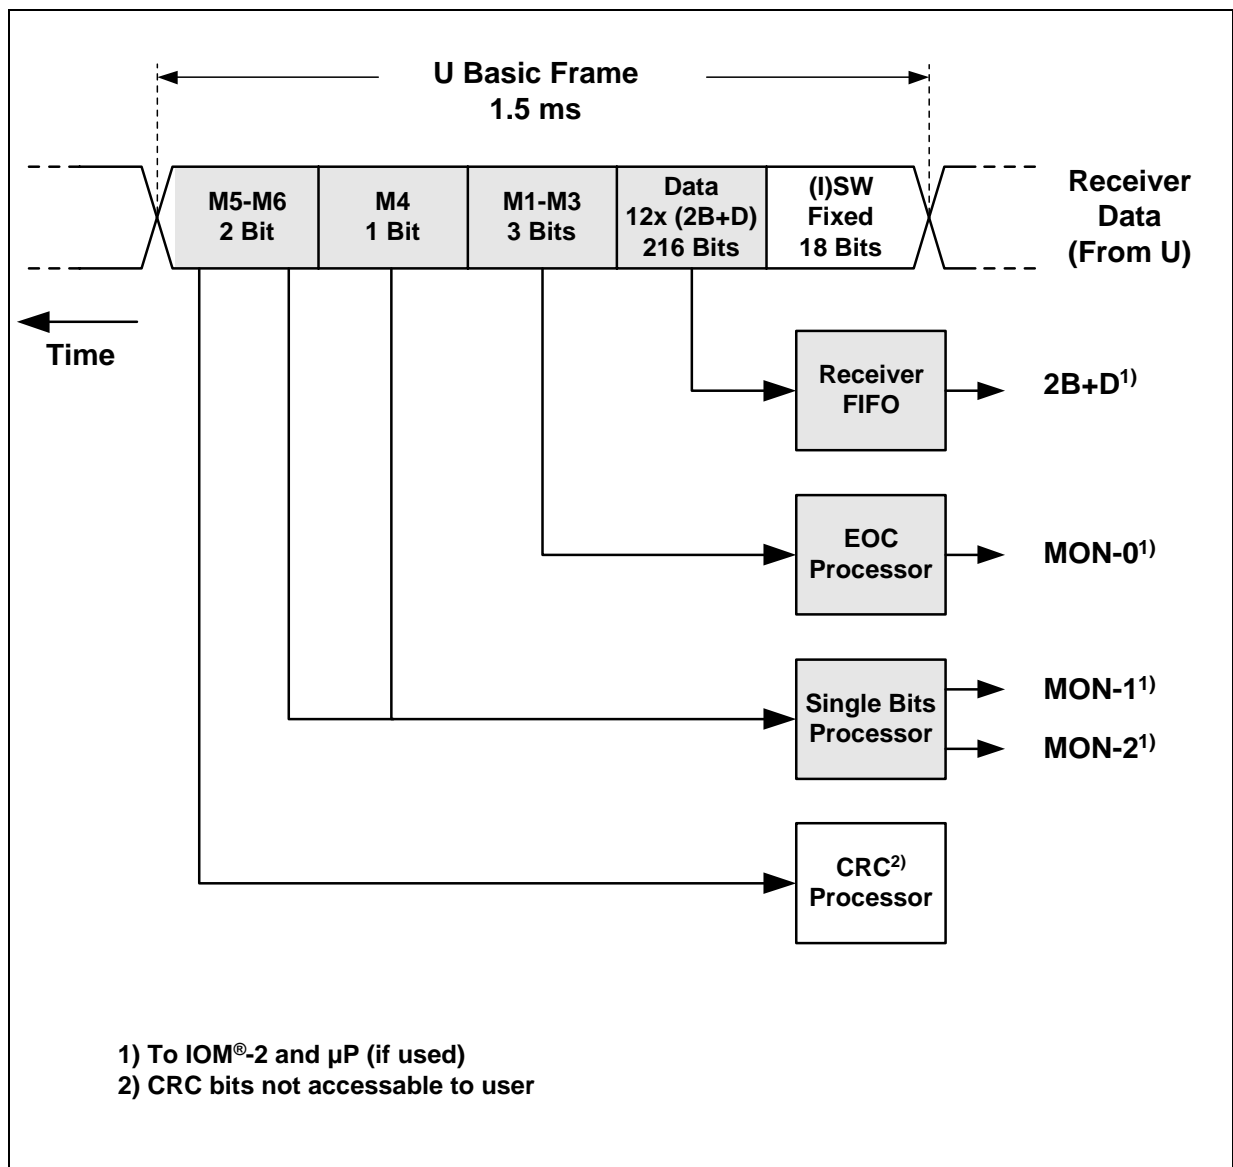 U Basic Frame
1.5 ms
M5-M6
2 Bit
M4
1 Bit
M1-M3
3 Bits
Data
12x (2B+D)
216 Bits
(I)SW
Fixed
18 Bits
Receiver
Data
(From U)
Time
Receiver
FIFO
2B+D1)
EOC
Processor
MON-01)
Single Bits
Processor
MON-11)
MON-21)
CRC2)
Processor
1) To IOM®-2 and µP (if used)
2) CRC bits not accessable to user